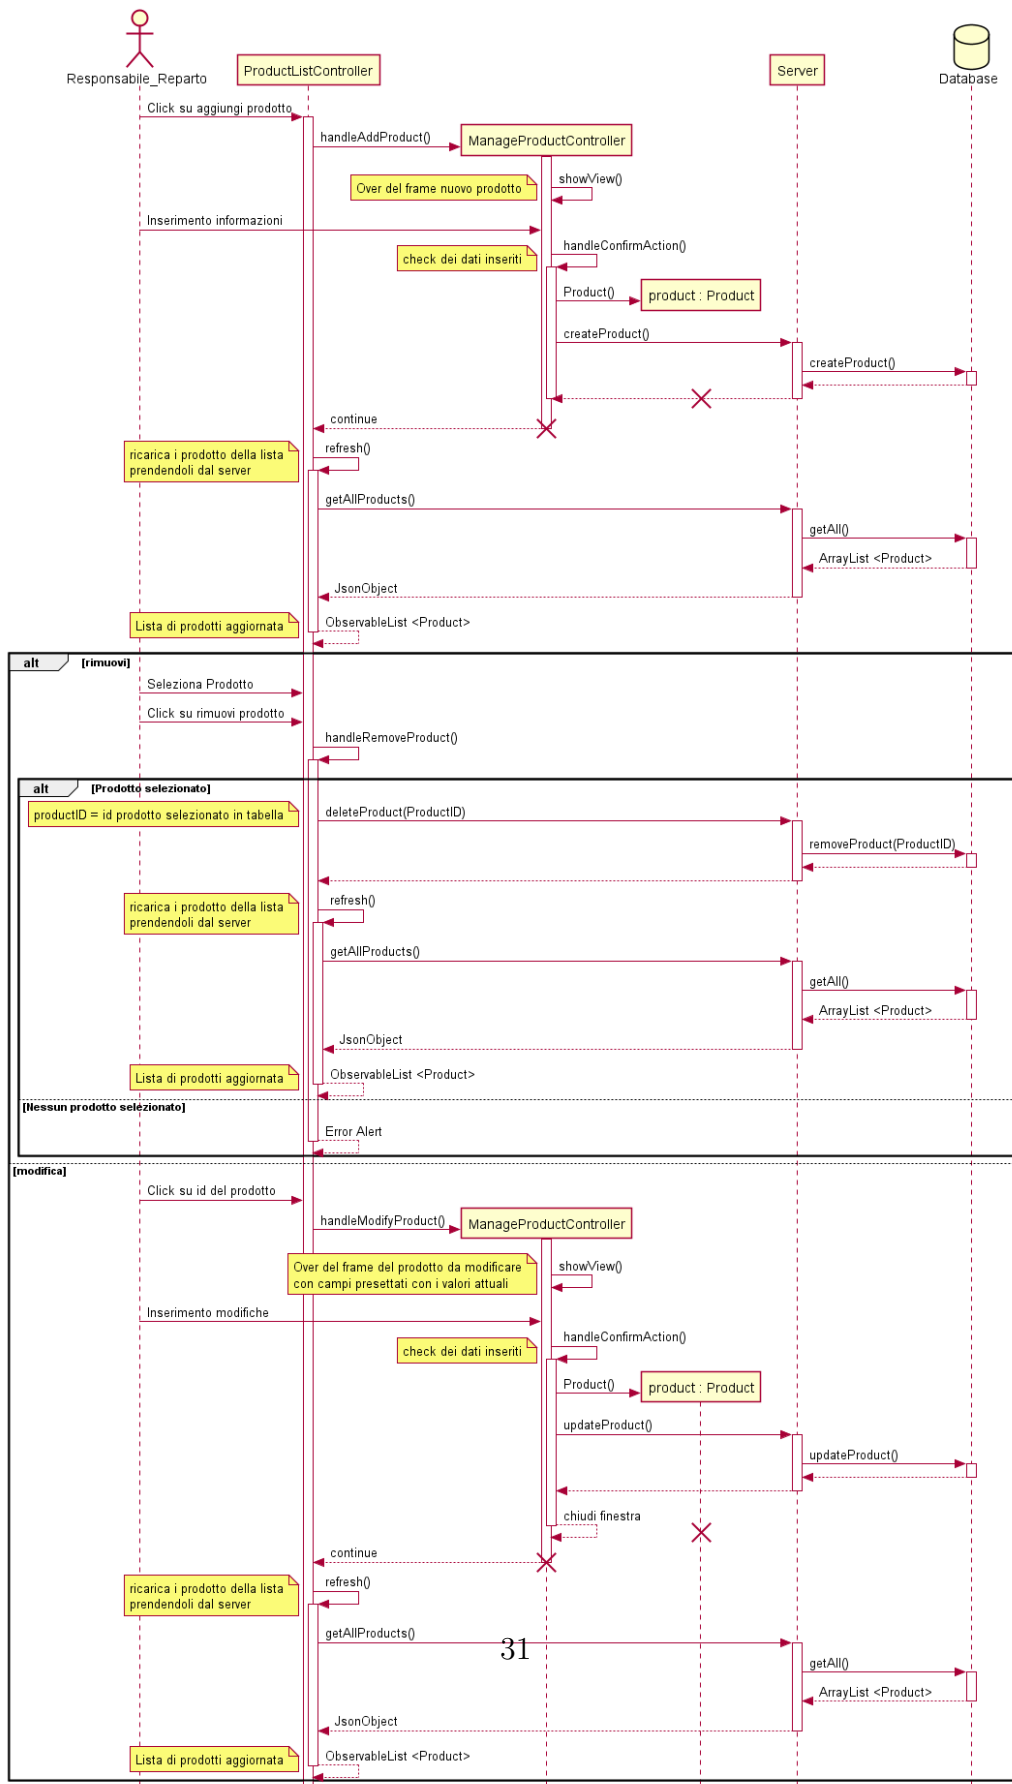 Responsabile_Reparto
ProductListController
Server
Database
Click su aggiungi prodotto
handleAddProduct()
ManageProductController
Over del frame nuovo prodotto
showView()
Inserimento informazioni
handleConfirmAction()
check dei dati inseriti
Product()
product : Product
createProduct()
createProduct()
continue
refresh()
ricarica i prodotto della lista
prendendoli dal server
getAllProducts()
getAll()
ArrayList <Product>
JsonObject
Lista di prodotti aggiornata
ObservableList <Product>
alt
[rimuovi]
Seleziona Prodotto
Click su rimuovi prodotto
handleRemoveProduct()
alt
[Prodotto selezionato]
productID = id prodotto selezionato in tabella
deleteProduct(ProductID)
removeProduct(ProductID)
refresh()
ricarica i prodotto della lista
prendendoli dal server
getAllProducts()
getAll()
ArrayList <Product>
JsonObject
Lista di prodotti aggiornata
ObservableList <Product>
[Nessun prodotto selezionato]
Error Alert
[modifica]
Click su id del prodotto
handleModifyProduct()
ManageProductController
Over del frame del prodotto da modificare
con campi presettati con i valori attuali
showView()
Inserimento modifiche
handleConfirmAction()
check dei dati inseriti
Product()
product : Product
updateProduct()
updateProduct()
chiudi finestra
continue
refresh()
ricarica i prodotto della lista
prendendoli dal server
getAllProducts()
31
getAll()
ArrayList <Product>
JsonObject
Lista di prodotti aggiornata
ObservableList <Product>